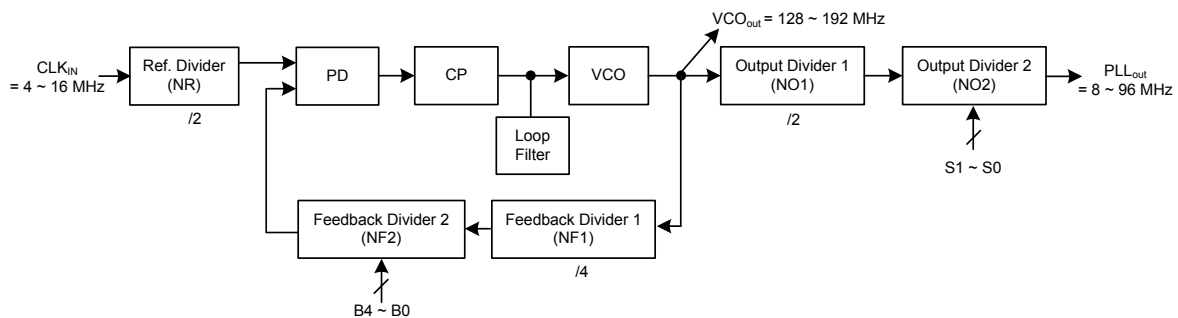 VCOout = 128 ~ 192 MHz
CLKIN
= 4 ~ 16 MHz
Ref. Divider
(NR)
/2
PD
CP
VCO
Loop
Filter
Output Divider 1
(NO1)
/2
Output Divider 2
(NO2)
PLLout
= 8 ~ 96 MHz
S1 ~ S0
Feedback Divider 2
(NF2)
B4 ~ B0
Feedback Divider 1
(NF1)
/4